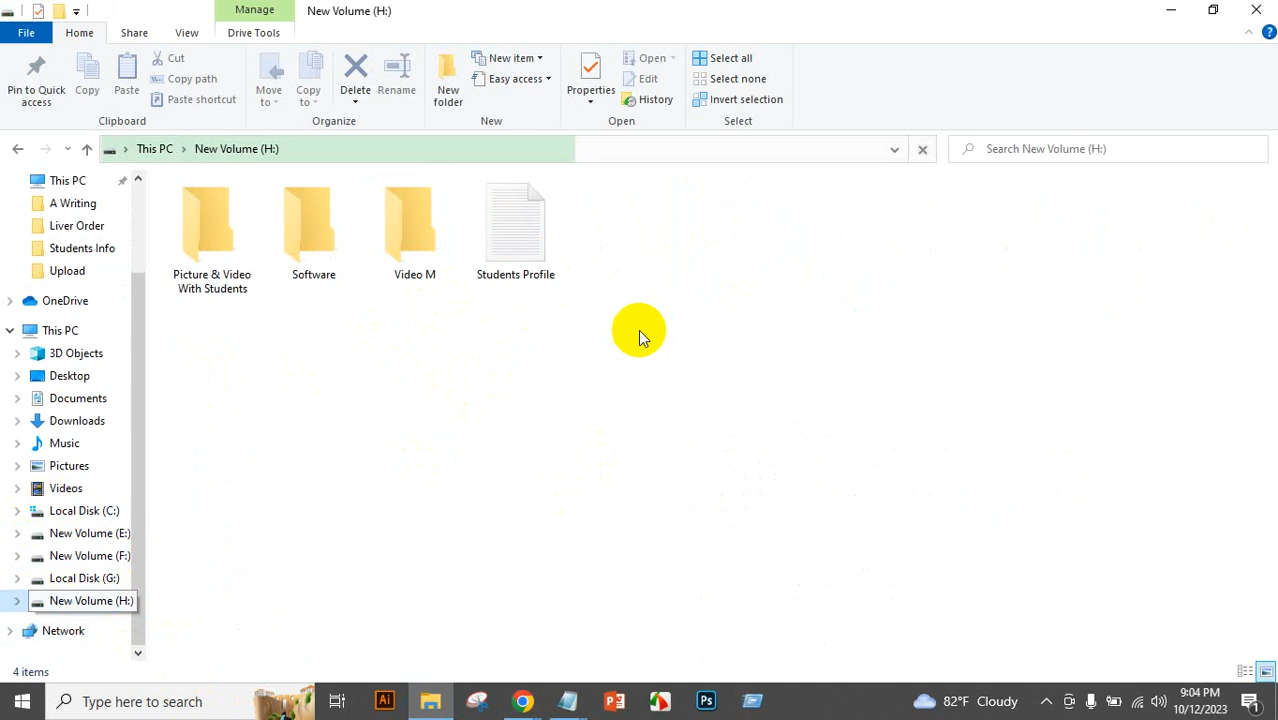 Manage
New Volume (H:)
File
Home
Share
View
Drive Tools
Pin to Quick
access
Copy
Paste
Cut
Copy path
Paste shortcut
Clipboard
Move
to
Copy
to
Delete
Rename
Organize
New
folder
New item
Easy access
New
Properties
Open
Edit
History
Open
Select all
Select none
Invert selection
Select
This PC
New Volume (H:)
Search New Volume (H:)
This PC
A Writing
Liver Order
Students Info
Upload
OneDrive
This PC
3D Objects
Desktop
Documents
Downloads
Music
Pictures
Videos
Local Disk (C:)
New Volume (E:)
New Volume (F:)
Local Disk (G:)
New Volume (H:)
Network
Picture & Video
With Students
Software
Video M
Students Profile
4 items
Type here to search
Ai
Ps
82°F Cloudy
9:04 PM
10/12/2023
1